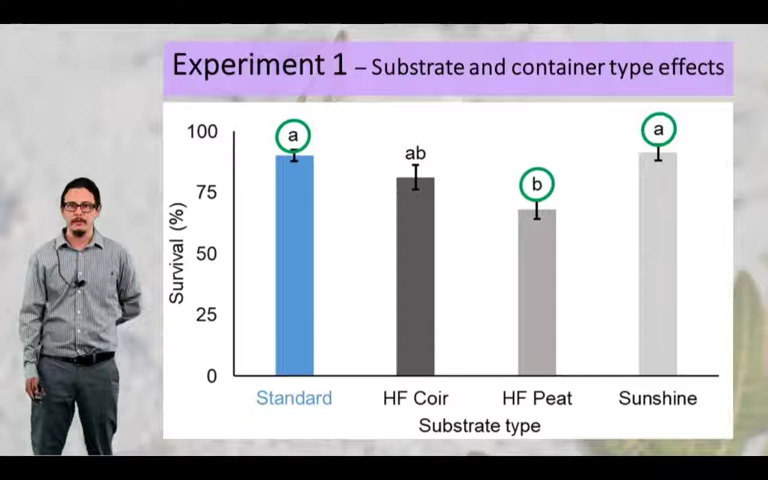 Experiment 1 – Substrate and container type effects
100
75
50
25
0
Survival (%)
a
ab
b
a
Standard
HF Coir
HF Peat
Sunshine
Substrate type